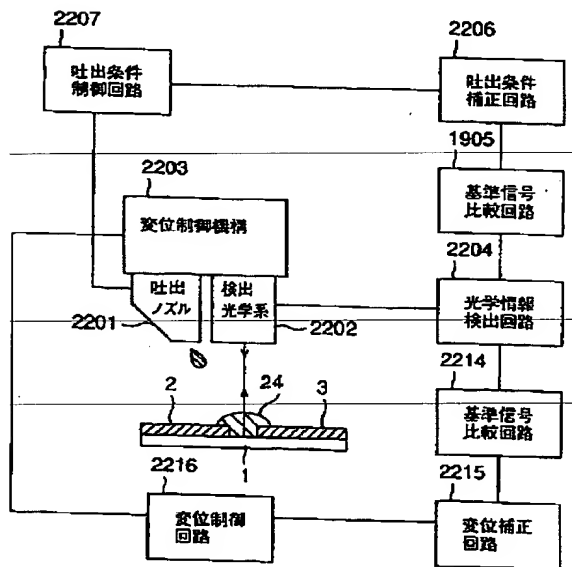 2207
吐出条件
制御回路
2206
吐出条件
補正回路
1905
基準信号
比較回路
2203
変位制御機構
吐出
ノズル
2201
検出
光学系
2202
2204
光学情報
検出回路
2
24
3
1
2214
基準信号
比較回路
2216
変位制御
回路
2215
変位補正
回路